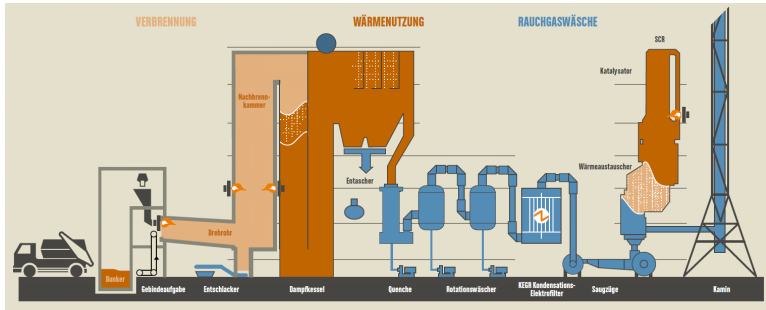 VERBRENNUNG
WÄRMENUTZUNG
RAUCHGASWÄSCHE
SCR
Katalysator
Nachbrenn-
kammer
Wärmeaustauscher
Entascher
Drehrohr
Bunker
Gebindeaufgabe
Entschlacker
Dampfkessel
Quenche
Rotationswäscher
KEGR Kondensations-
Elektrofilter
Saugzüge
Kamin